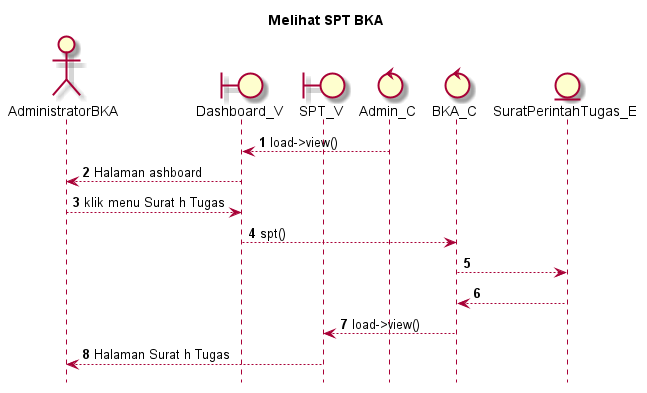 Melihat SPT BKA
AdministratorBKA
Dashboard_V
SPT_V
Admin_C
BKA_C
SuratPerintahTugas_E
1 load->view()
2 Halaman ashboard
3 klik menu Surat h Tugas
4 spt()
5
6
7 load->view()
8 Halaman Surat h Tugas